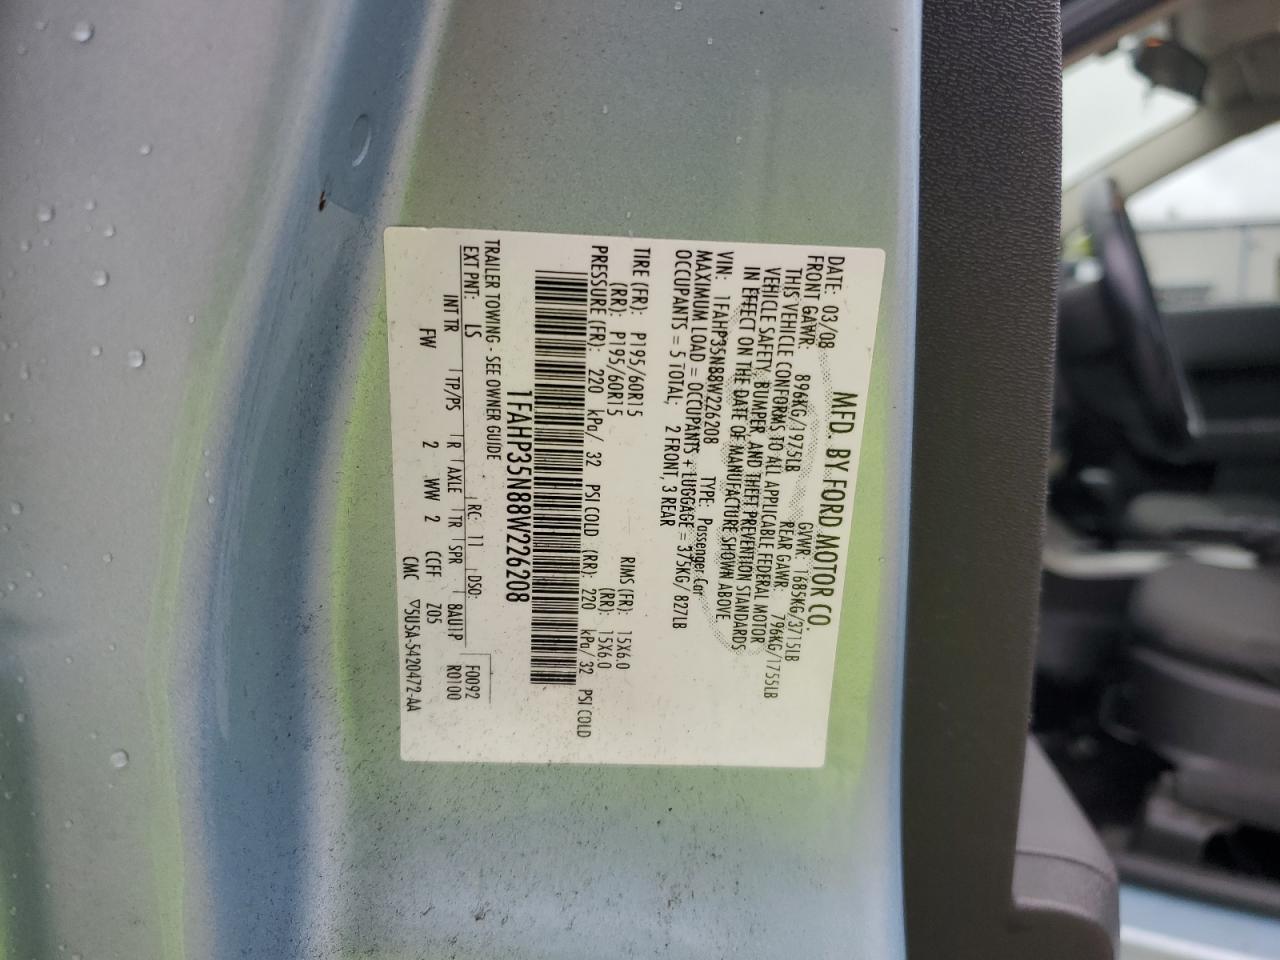 MFD. BY FORD MOTOR CO.
DATE: 03/08 GVWR: 1685KG/3715LB
FRONT GAWR: 896KG/1975LB REAR GAWR: 796KG/1755LB
THIS VEHICLE CONFORMS TO ALL APPLICABLE FEDERAL MOTOR
VEHICLE SAFETY, BUMPER, AND THEFT PREVENTION STANDARDS
IN EFFECT ON THE DATE OF MANUFACTURE SHOWN ABOVE.
VIN: 1FAHP35N88W226208 TYPE: Passenger Car
MAXIMUM LOAD = OCCUPANTS + LUGGAGE = 375KG/ 827LB
OCCUPANTS = 5 TOTAL; 2 FRONT, 3 REAR
TIRE (FR): P195/60R15 RIMS (FR): 15X6.0
(RR): P195/60R15 (RR): 15X6.0
PRESSURE (FR): 220 kPa/ 32 PSI COLD (RR): 220 kPa/ 32 PSI COLD
1FAHP35N88W226208
TRAILER TOWING - SEE OWNER GUIDE
EXT PNT: LS RC: 11 DSO: F0092
INT TR TP/PS R AXLE TR SPR 8AU1P R0100
FW 2 WW 2 CCFF Z05
CMC ▽5U5A-5420472-AA